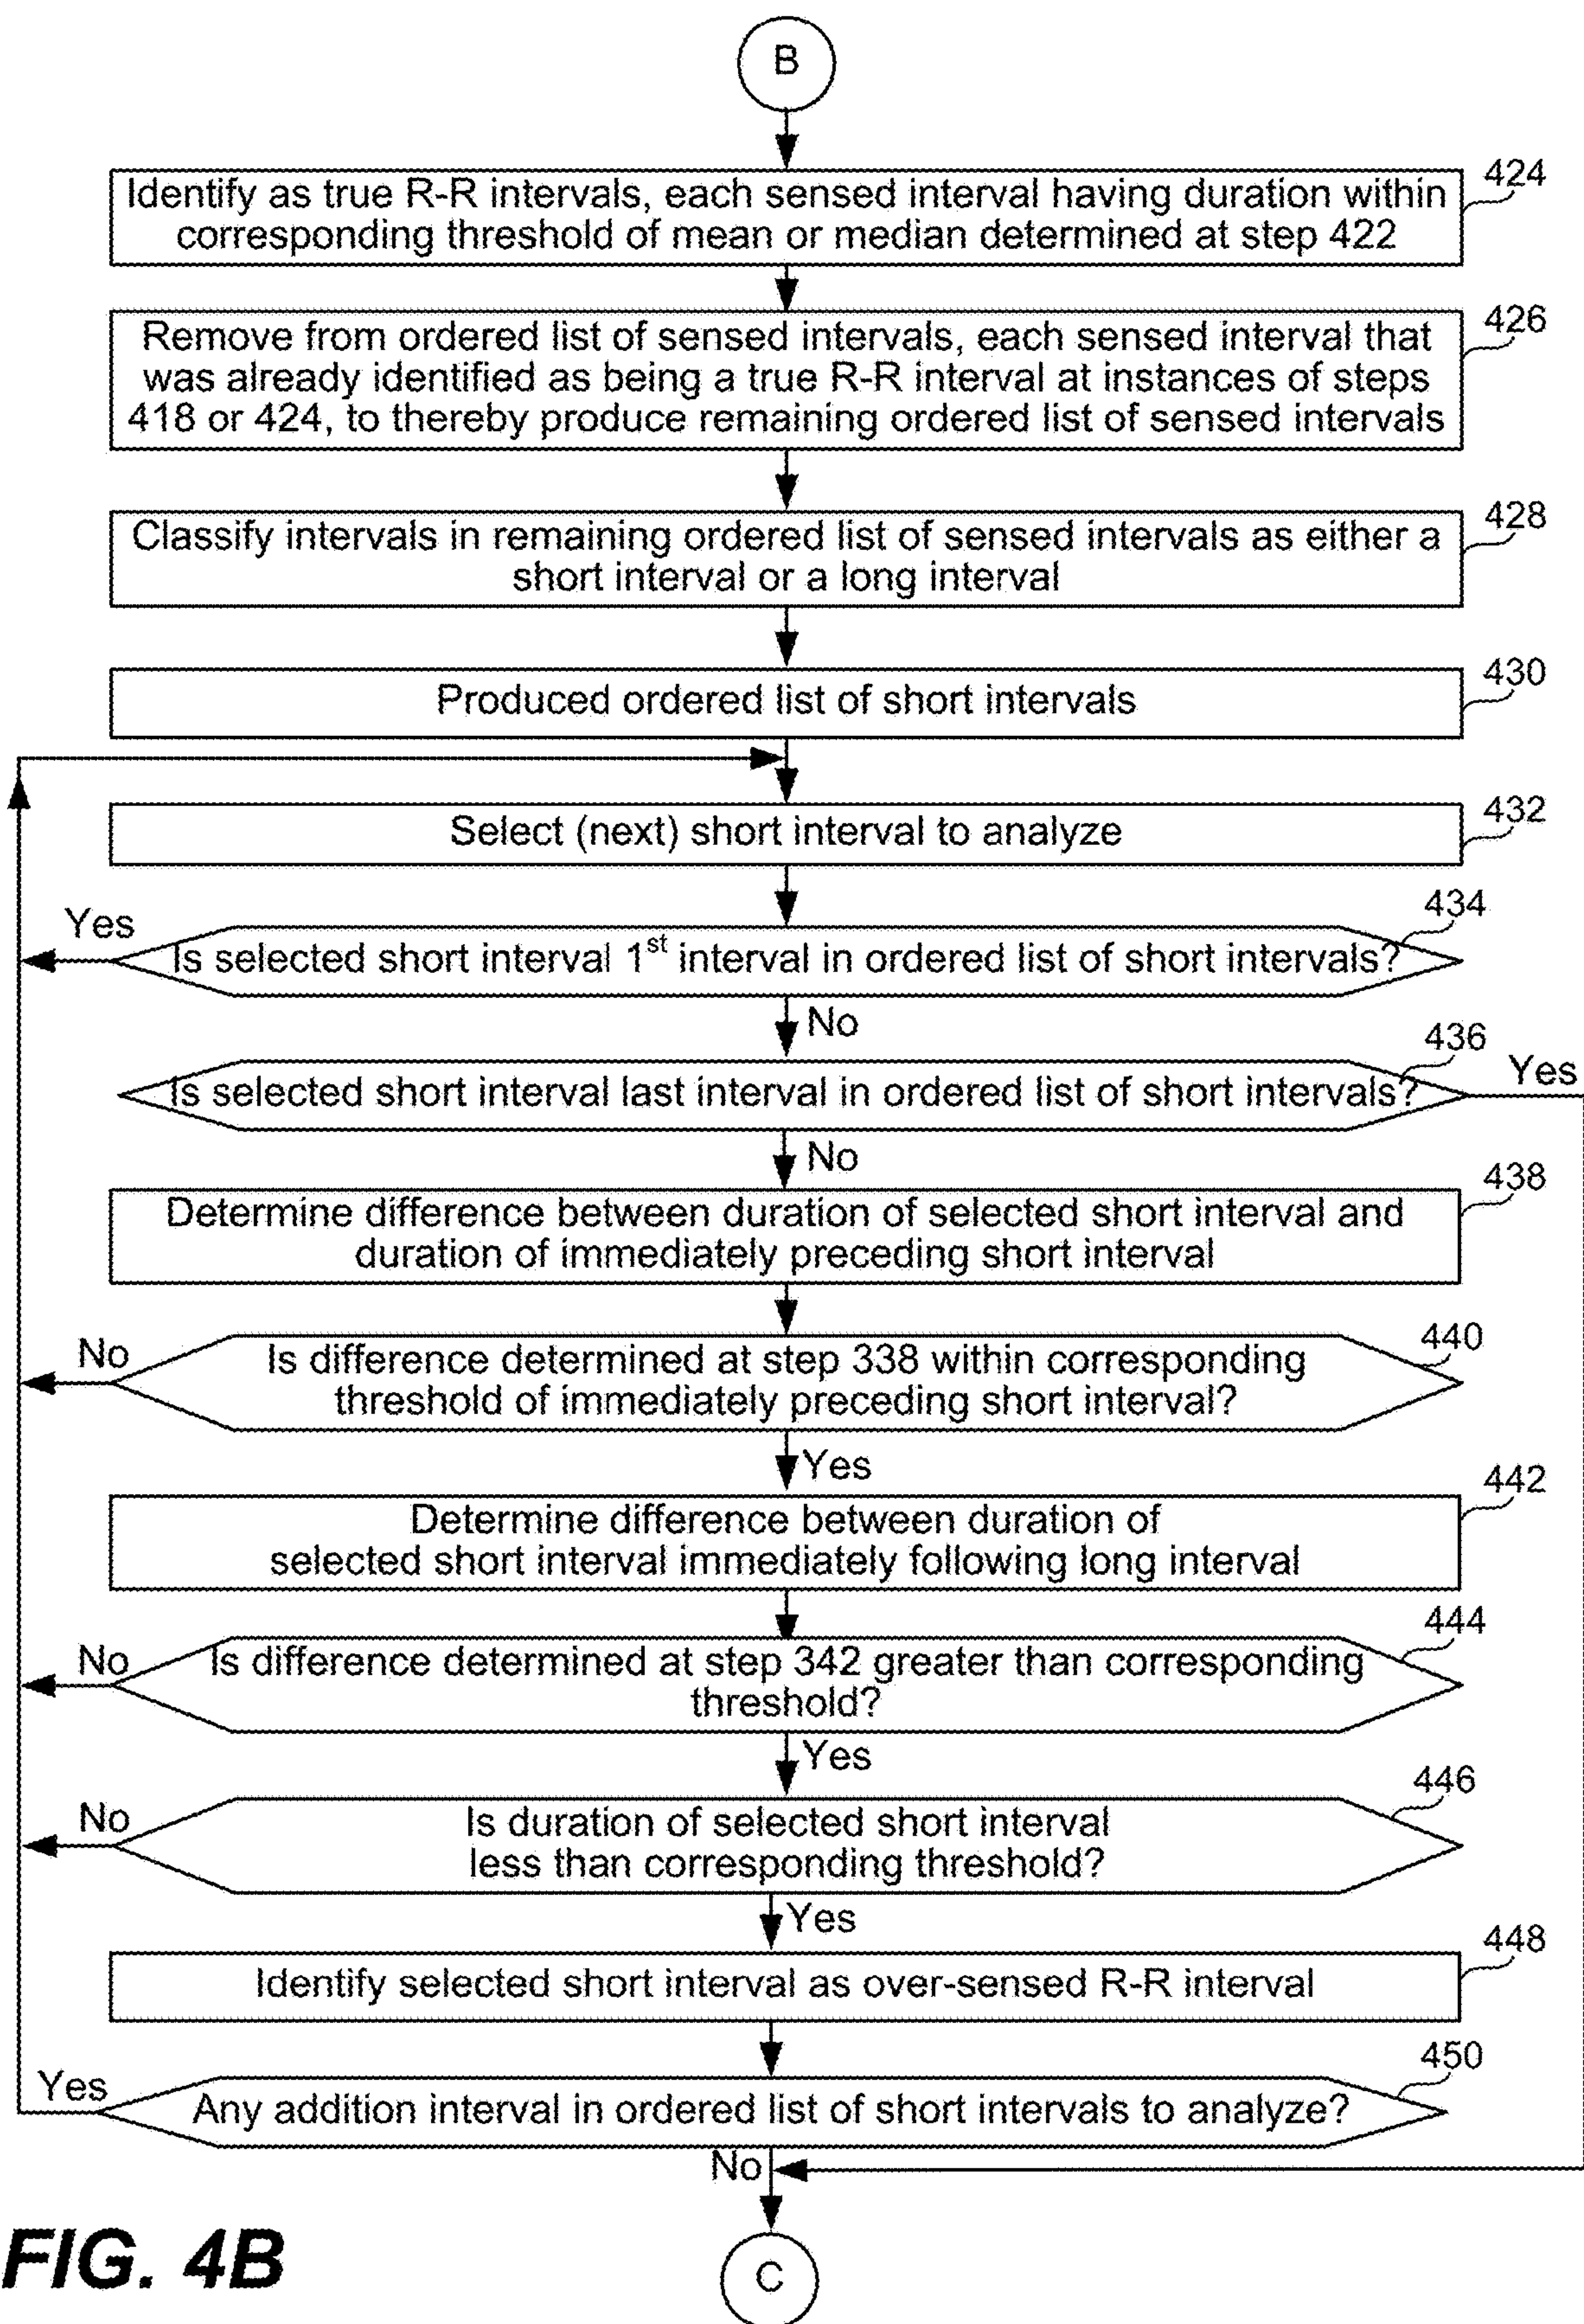 B
424
Identify as true R-R intervals, each sensed interval having duration within
corresponding threshold of mean or median determined at step 422
426
Remove from ordered list of sensed intervals, each sensed interval that
was already identified as being a true R-R interval at instances of steps
418 or 424, to thereby produce remaining ordered list of sensed intervals
428
Classify intervals in remaining ordered list of sensed intervals as either a
short interval or a long interval
430
Produced ordered list of short intervals
432
Select (next) short interval to analyze
434
Yes
Is selected short interval 1st interval in ordered list of short intervals?
No
436
Yes
Is selected short interval last interval in ordered list of short intervals?
No
438
Determine difference between duration of selected short interval and
duration of immediately preceding short interval
440
No
Is difference determined at step 338 within corresponding
threshold of immediately preceding short interval?
Yes
442
Determine difference between duration of
selected short interval immediately following long interval
444
No
Is difference determined at step 342 greater than corresponding
threshold?
Yes
446
No
Is duration of selected short interval
less than corresponding threshold?
Yes
448
Identify selected short interval as over-sensed R-R interval
450
Yes
Any addition interval in ordered list of short intervals to analyze?
No
FIG. 4B
C